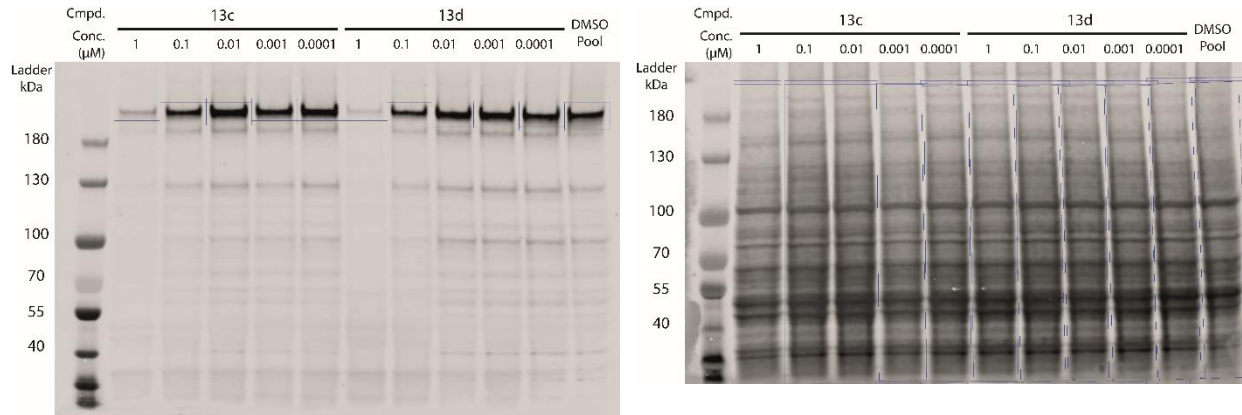 Cmpd. 13c 13d DMSO
Conc. 1 0.1 0.01 0.001 0.0001 1 0.1 0.01 0.001 0.0001 Pool
(µM)
Ladder
kDa
180
130
100
70
55
40
Cmpd. 13c 13d DMSO
Conc. 1 0.1 0.01 0.001 0.0001 1 0.1 0.01 0.001 0.0001 Pool
(µM)
Ladder
kDa
180
130
100
70
55
40